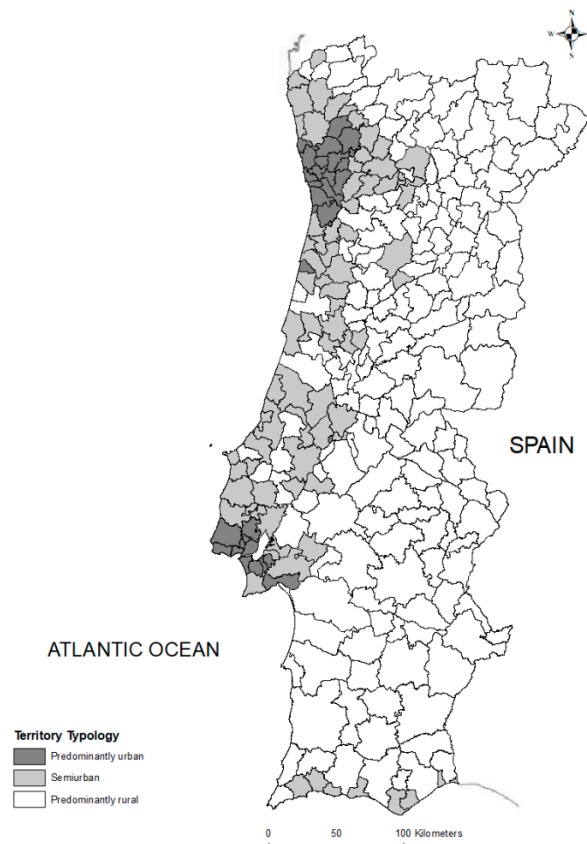 N
W
S
SPAIN
ATLANTIC OCEAN
Territory Typology
Predominantly urban
Semiurban
Predominantly rural
0 50 100 Kilometers